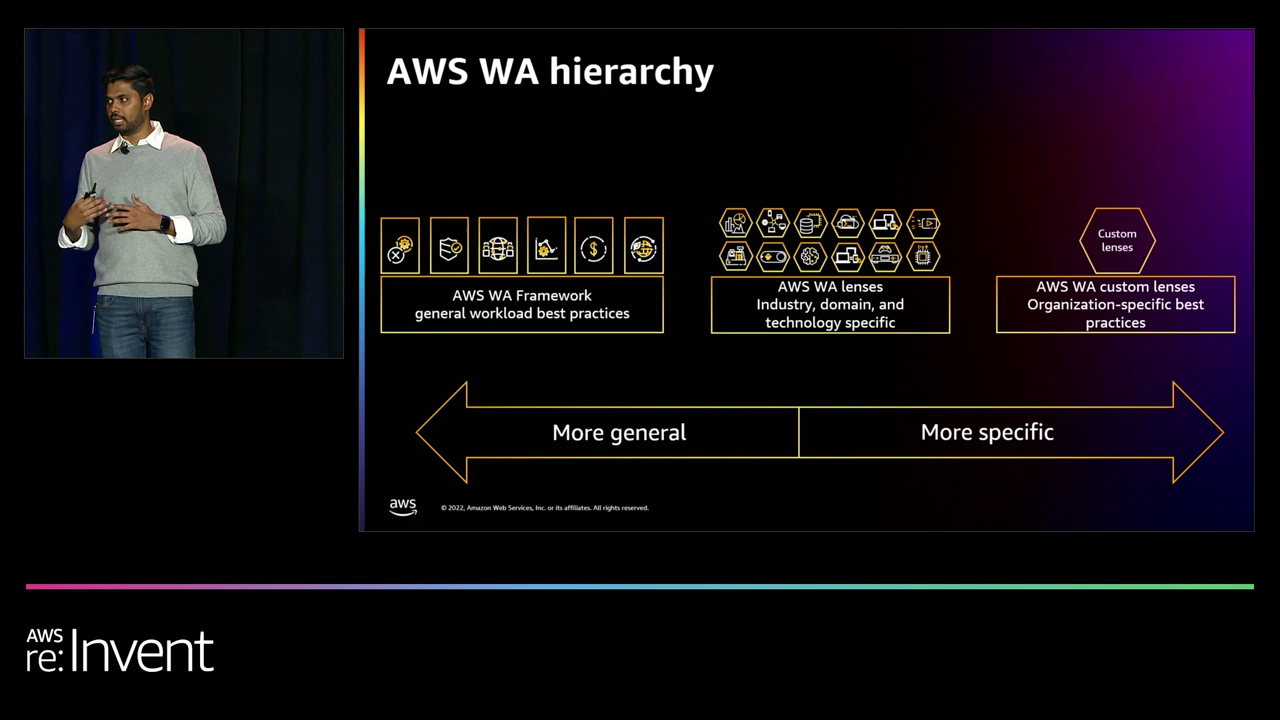 AWS WA hierarchy
Custom
lenses
AWS WA Framework
general workload best practices
AWS WA lenses
Industry, domain, and
technology specific
AWS WA custom lenses
Organization-specific best
practices
More general
More specific
aws
© 2022, Amazon Web Services, Inc. or its affiliates. All rights reserved.
AWS
re:Invent